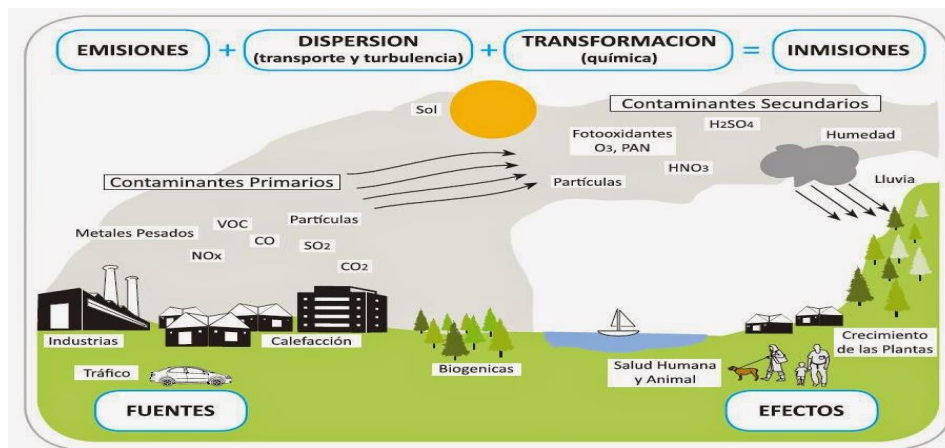 EMISIONES + DISPERSION (transporte y turbulencia) + TRANSFORMACION (química) = INMISIONES
Sol
Contaminantes Secundarios
H2SO4
Fotooxidantes
O3, PAN
Humedad
HNO3
Contaminantes Primarios
Partículas
Lluvia
VOC
Partículas
Metales Pesados
CO
SO2
NOx
CO2
Industrias
Calefacción
Biogenicas
Salud Humana
y Animal
Crecimiento
de las Plantas
Tráfico
FUENTES
EFECTOS